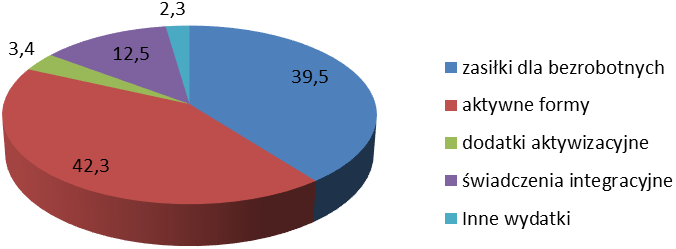 2,3
3,4
12,5
39,5
42,3
zasiłki dla bezrobotnych
aktywne formy
dodatki aktywizacyjne
świadczenia integracyjne
Inne wydatki